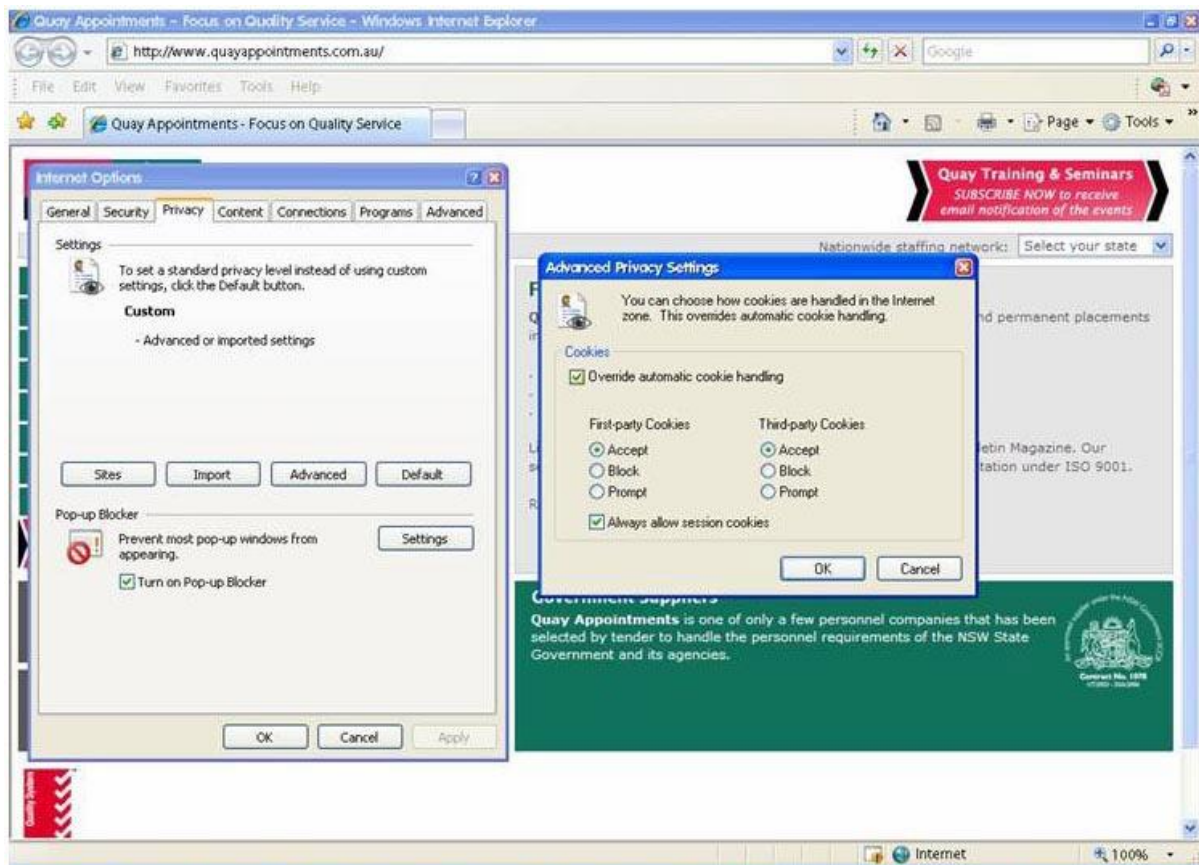 Quay Appointments - Focus on Quality Service - Windows Internet Explorer
http://www.quayappointments.com.au/
Google
File Edit View Favorites Tools Help
Quay Appointments - Focus on Quality Service
Page Tools
Quay Training & Seminars
SUBSCRIBE NOW to receive
email notification of the events
Nationwide staffing network: Select your state
Internet Options
General Security Privacy Content Connections Programs Advanced
Settings
To set a standard privacy level instead of using custom
settings, click the Default button.
Custom
- Advanced or imported settings
Sites Import Advanced Default
Pop-up Blocker
Prevent most pop-up windows from
appearing.
Settings
Turn on Pop-up Blocker
OK Cancel Apply
Advanced Privacy Settings
You can choose how cookies are handled in the Internet
zone. This overrides automatic cookie handling.
Cookies
Override automatic cookie handling
First-party Cookies Third-party Cookies
Accept Accept
Block Block
Prompt Prompt
Always allow session cookies
OK Cancel
nd permanent placements
etin Magazine. Our
tation under ISO 9001.
Government Suppliers
Quay Appointments is one of only a few personnel companies that has been
selected by tender to handle the personnel requirements of the NSW State
Government and its agencies.
Contract No. 1078
Quality System
Internet 100%